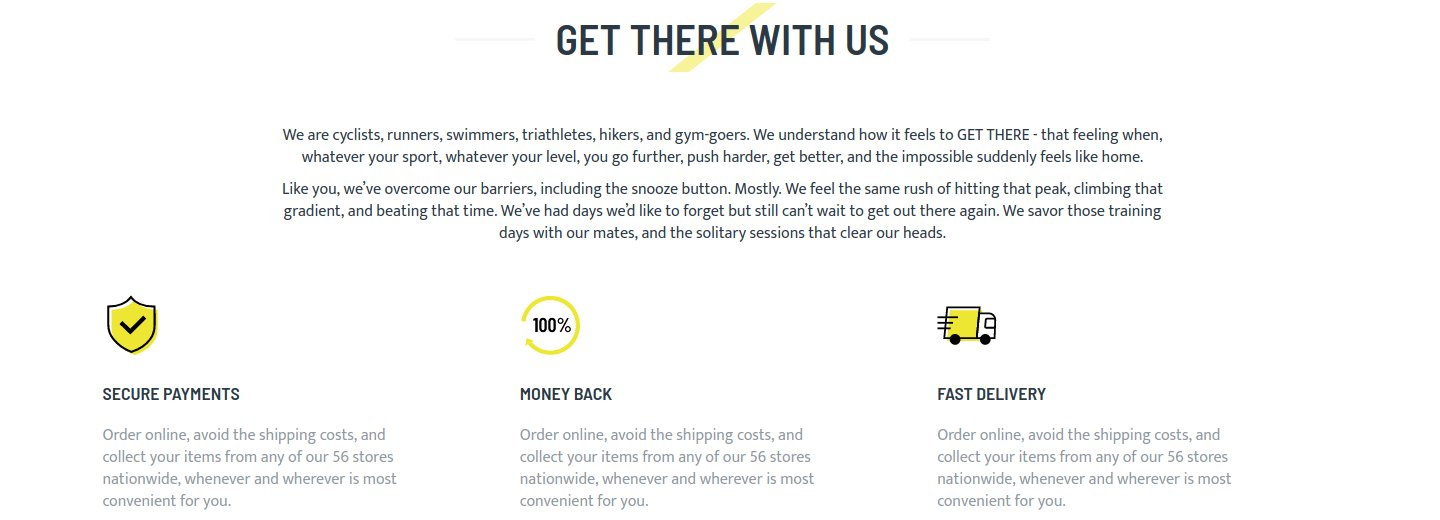 GET THERE WITH US
We are cyclists, runners, swimmers, triathletes, hikers, and gym-goers. We understand how it feels to GET THERE - that feeling when,
whatever your sport, whatever your level, you go further, push harder, get better, and the impossible suddenly feels like home.
Like you, we’ve overcome our barriers, including the snooze button. Mostly. We feel the same rush of hitting that peak, climbing that
gradient, and beating that time. We’ve had days we’d like to forget but still can’t wait to get out there again. We savor those training
days with our mates, and the solitary sessions that clear our heads.
100%
SECURE PAYMENTS
Order online, avoid the shipping costs, and
collect your items from any of our 56 stores
nationwide, whenever and wherever is most
convenient for you.
MONEY BACK
Order online, avoid the shipping costs, and
collect your items from any of our 56 stores
nationwide, whenever and wherever is most
convenient for you.
FAST DELIVERY
Order online, avoid the shipping costs, and
collect your items from any of our 56 stores
nationwide, whenever and wherever is most
convenient for you.